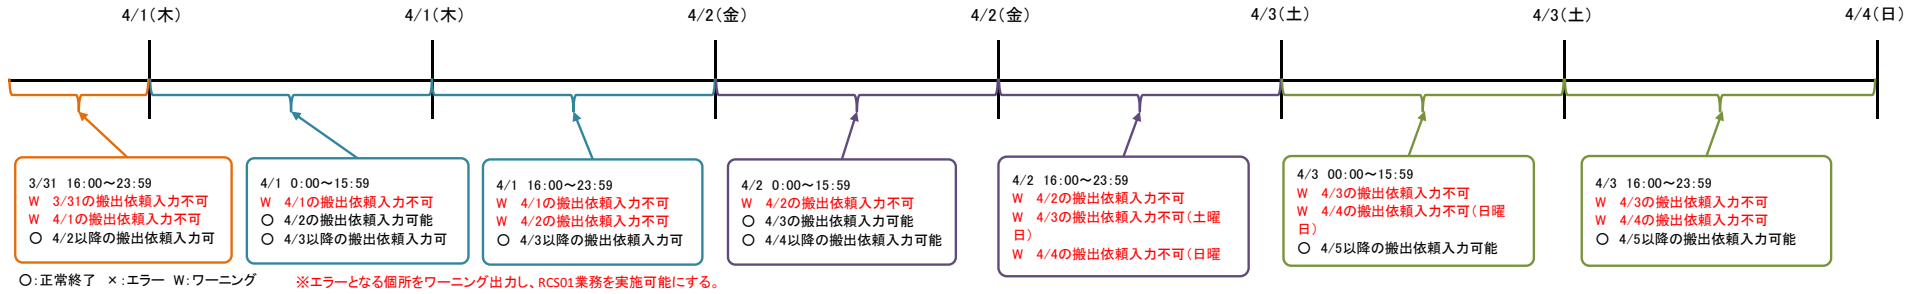 4/1(木)
4/1(木)
4/2(金)
4/2(金)
4/3(土)
4/3(土)
4/4(日)
3/31 16:00～23:59
W 3/31の搬出依頼入力不可
W 4/1の搬出依頼入力不可
○ 4/2以降の搬出依頼入力可
4/1 0:00～15:59
W 4/1の搬出依頼入力不可
○ 4/2の搬出依頼入力可能
○ 4/3以降の搬出依頼入力可
4/1 16:00～23:59
W 4/1の搬出依頼入力不可
W 4/2の搬出依頼入力不可
○ 4/3以降の搬出依頼入力可
4/2 0:00～15:59
W 4/2の搬出依頼入力不可
○ 4/3の搬出依頼入力可能
○ 4/4以降の搬出依頼入力可能
4/2 16:00～23:59
W 4/2の搬出依頼入力不可
W 4/3の搬出依頼入力不可(土曜
日)
W 4/4の搬出依頼入力不可(日曜
4/3 00:00～15:59
W 4/3の搬出依頼入力不可
W 4/4の搬出依頼入力不可(日曜
日)
○ 4/5以降の搬出依頼入力可能
4/3 16:00～23:59
W 4/3の搬出依頼入力不可
W 4/4の搬出依頼入力不可
○ 4/5以降の搬出依頼入力可能
○:正常終了 ×:エラー W:ワーニング
※エラーとなる個所をワーニング出力し、RCS01業務を実施可能にする。